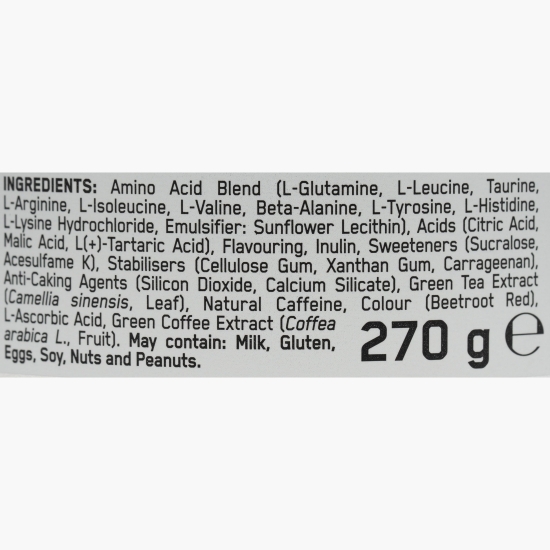 INGREDIENTS: Amino Acid Blend (L-Glutamine, L-Leucine, Taurine,
L-Arginine, L-Isoleucine, L-Valine, Beta-Alanine, L-Tyrosine, L-Histidine,
L-Lysine Hydrochloride, Emulsifier: Sunflower Lecithin), Acids (Citric Acid,
Malic Acid, L(+)-Tartaric Acid), Flavouring, Inulin, Sweeteners (Sucralose,
Acesulfame K), Stabilisers (Cellulose Gum, Xanthan Gum, Carrageenan),
Anti-Caking Agents (Silicon Dioxide, Calcium Silicate), Green Tea Extract
(Camellia sinensis, Leaf), Natural Caffeine, Colour (Beetroot Red),
L-Ascorbic Acid, Green Coffee Extract (Coffea
arabica L., Fruit). May contain: Milk, Gluten,
Eggs, Soy, Nuts and Peanuts.
270 g ℮